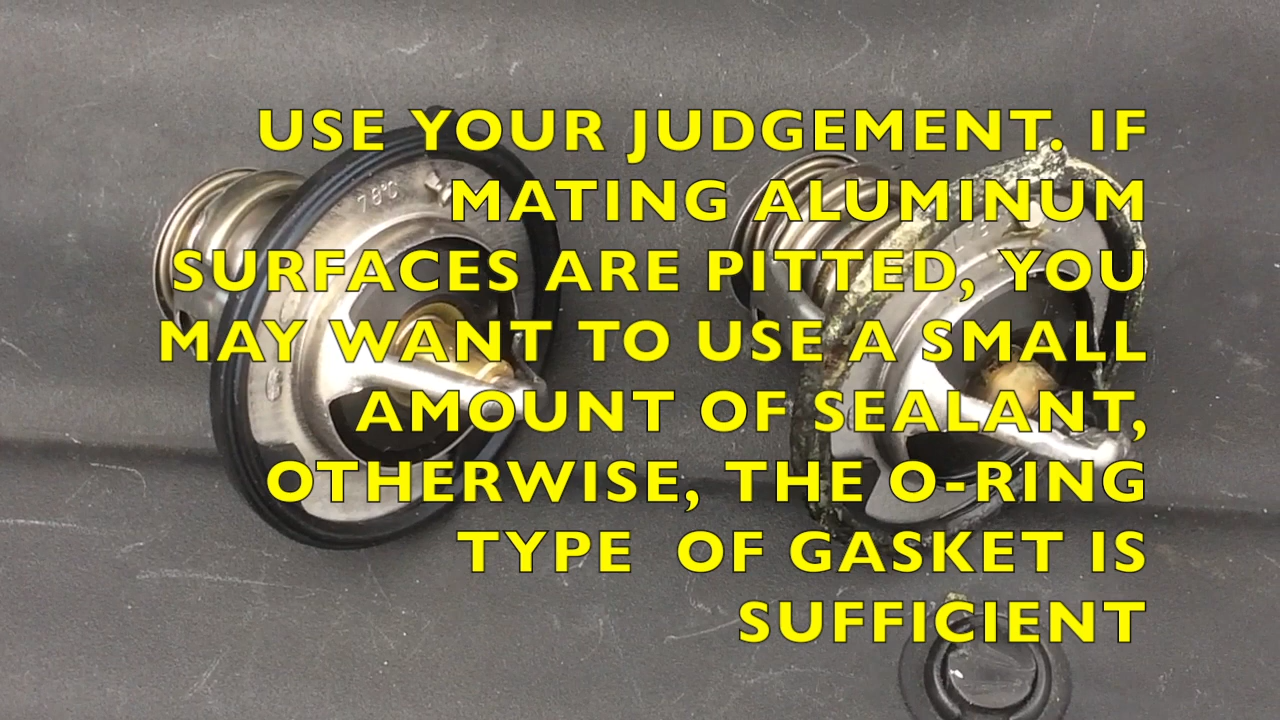 USE YOUR JUDGEMENT. IF
MATING ALUMINUM
SURFACES ARE PITTED, YOU
MAY WANT TO USE A SMALL
AMOUNT OF SEALANT,
OTHERWISE, THE O-RING
TYPE  OF GASKET IS
SUFFICIENT
78°C